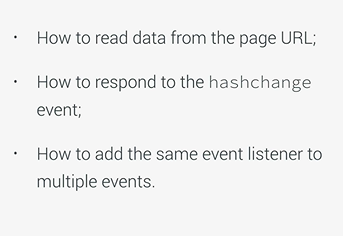 • How to read data from the page URL;
• How to respond to the hashchange
event;
• How to add the same event listener to
multiple events.